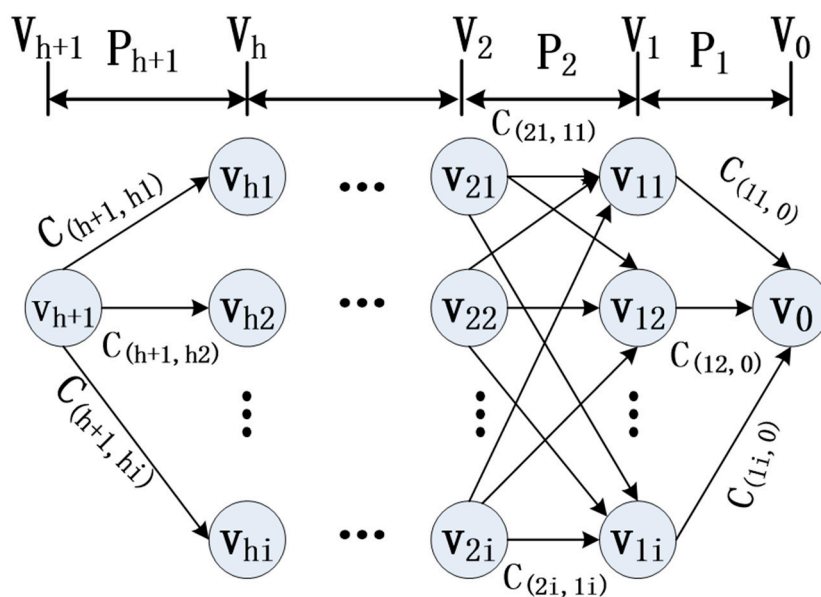 V_{h+1} P_{h+1} V_h V_2 P_2 V_1 P_1 V_0
C_{(21, 11)}
v_{h1} ... v_{21} v_{11}
C_{(h+1, h1)} C_{(11, 0)}
v_{h+1} v_{h2} ... v_{22} v_{12} v_0
C_{(h+1, h2)} C_{(12, 0)}
C_{(h+1, hi)} C_{(1i, 0)}
v_{hi} ... v_{2i} v_{1i}
C_{(2i, 1i)}